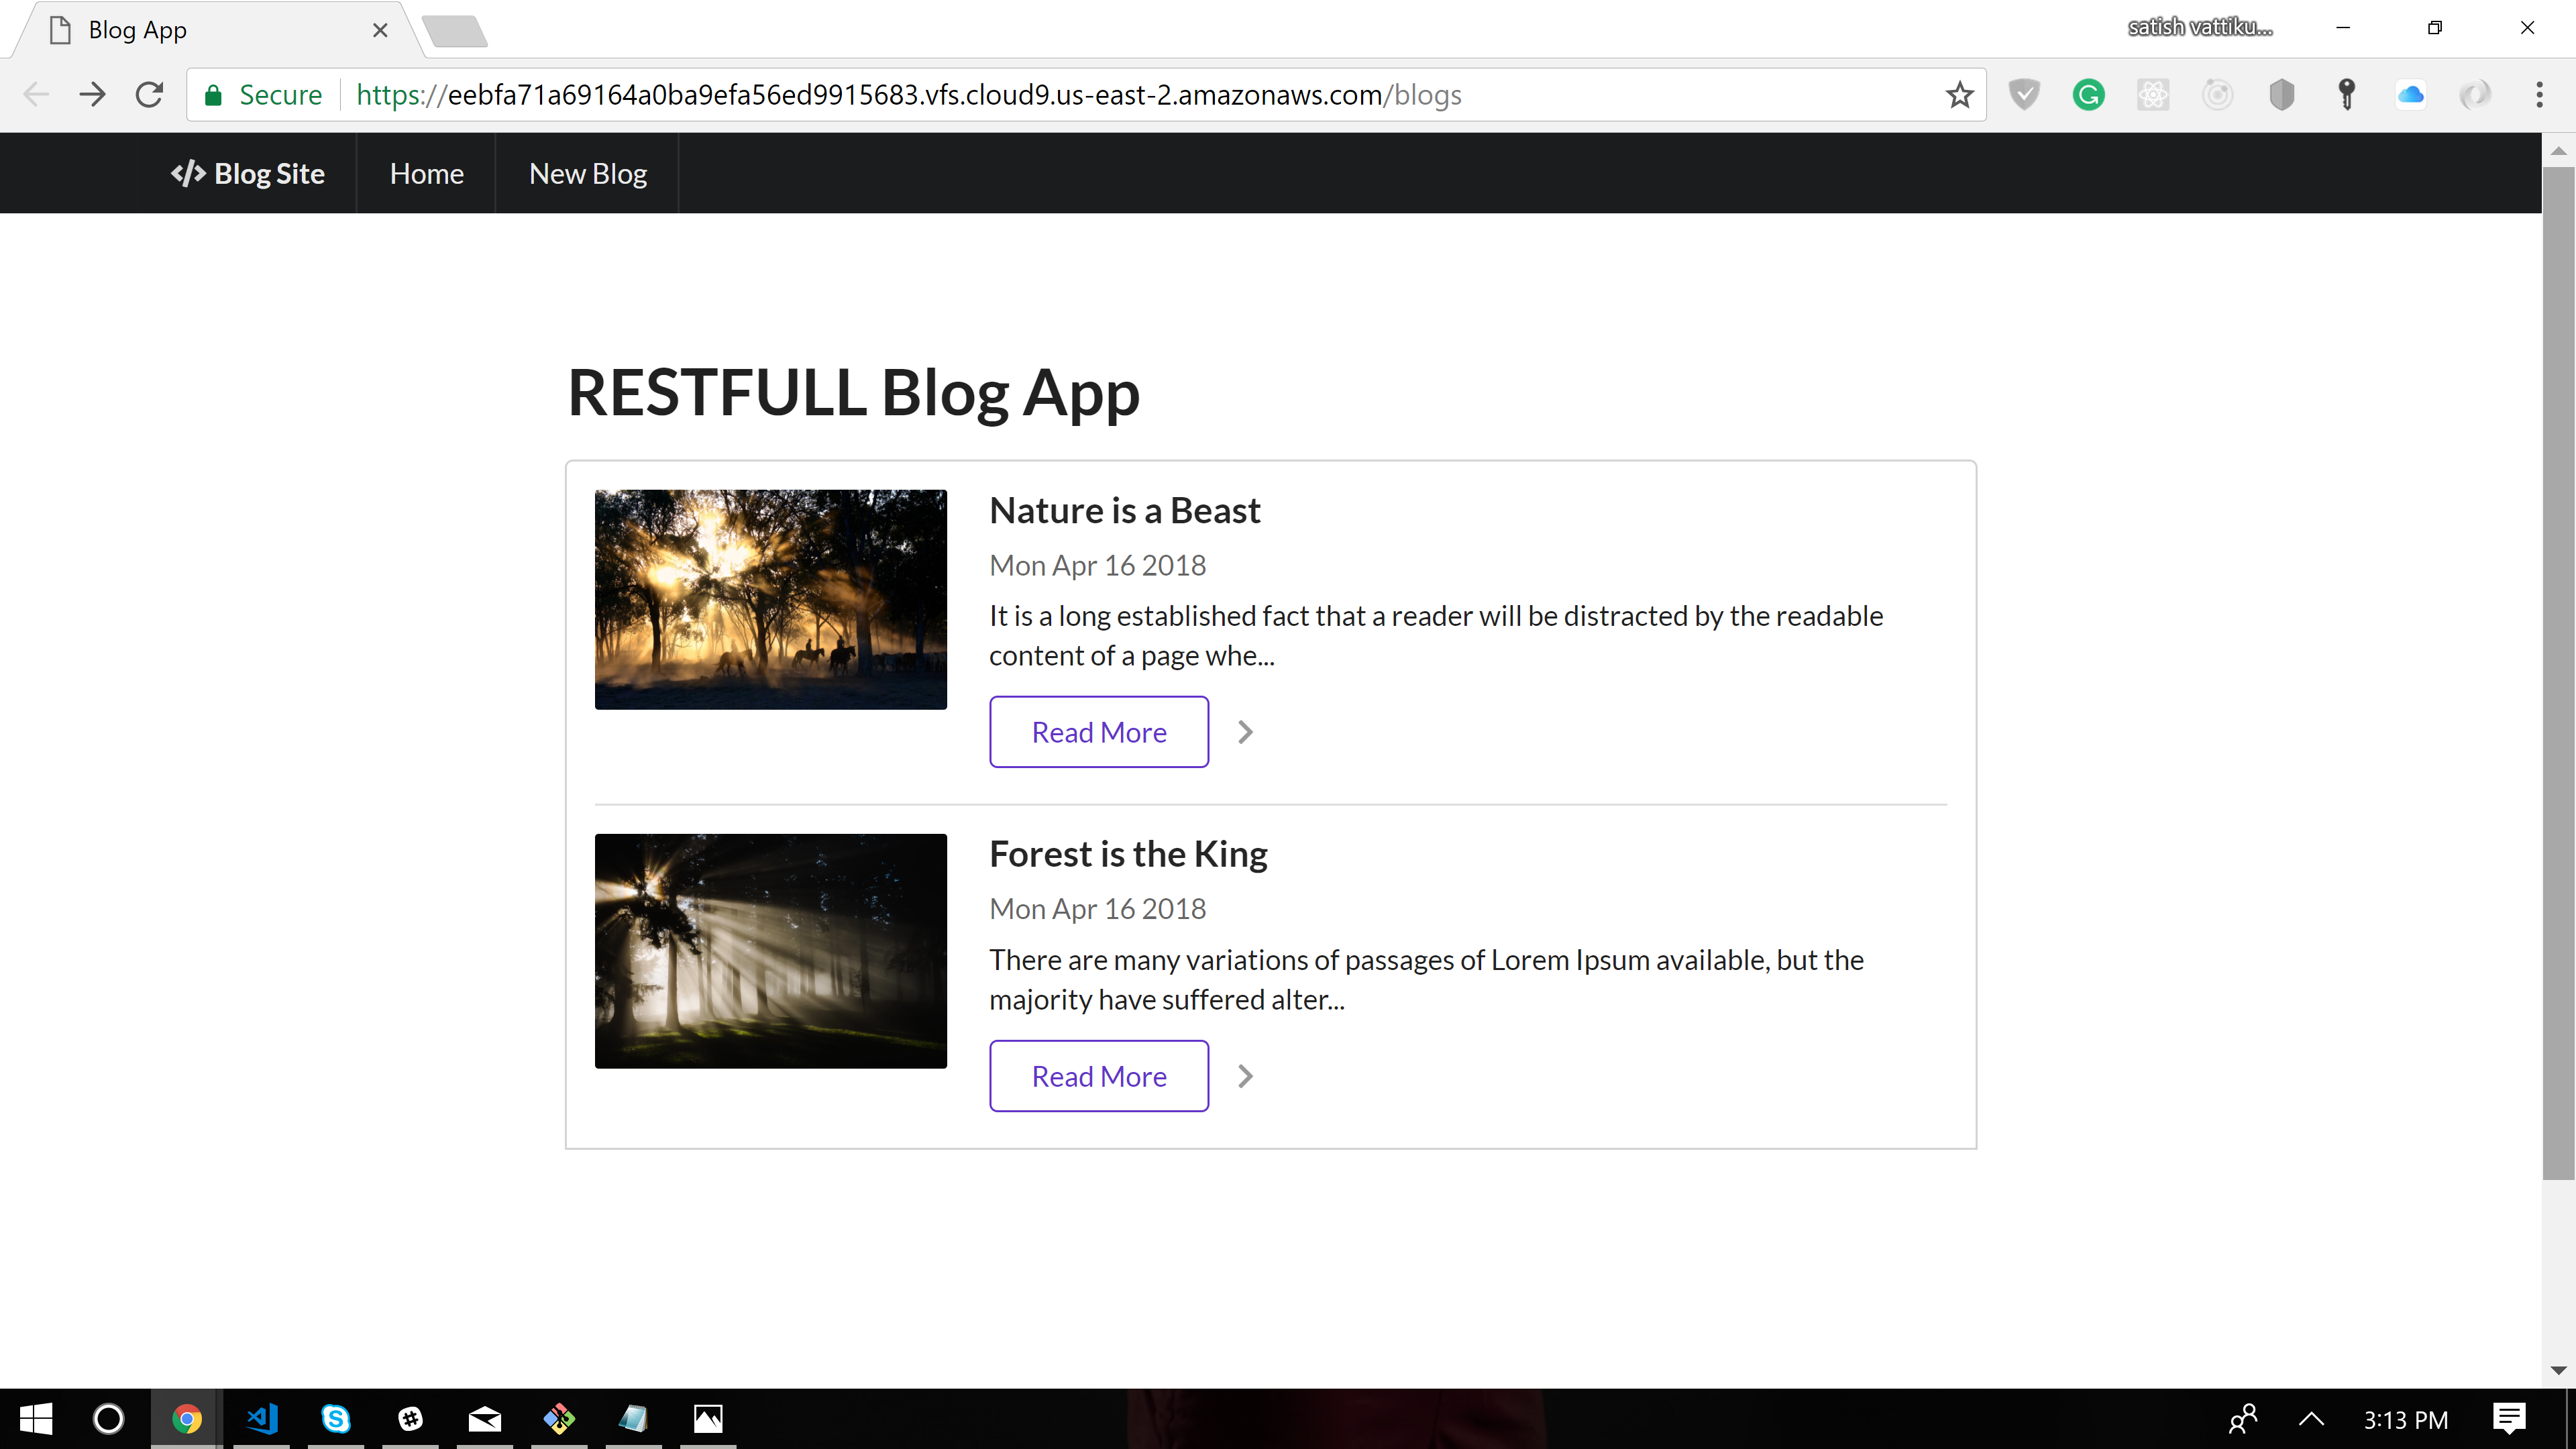 Blog App
satish vattiku...
Secure
https://eebfa71a69164a0ba9efa56ed9915683.vfs.cloud9.us-east-2.amazonaws.com/blogs
</> Blog Site
Home
New Blog
RESTFULL Blog App
Nature is a Beast
Mon Apr 16 2018
It is a long established fact that a reader will be distracted by the readable
content of a page whe...
Read More
Forest is the King
Mon Apr 16 2018
There are many variations of passages of Lorem Ipsum available, but the
majority have suffered alter...
Read More
3:13 PM